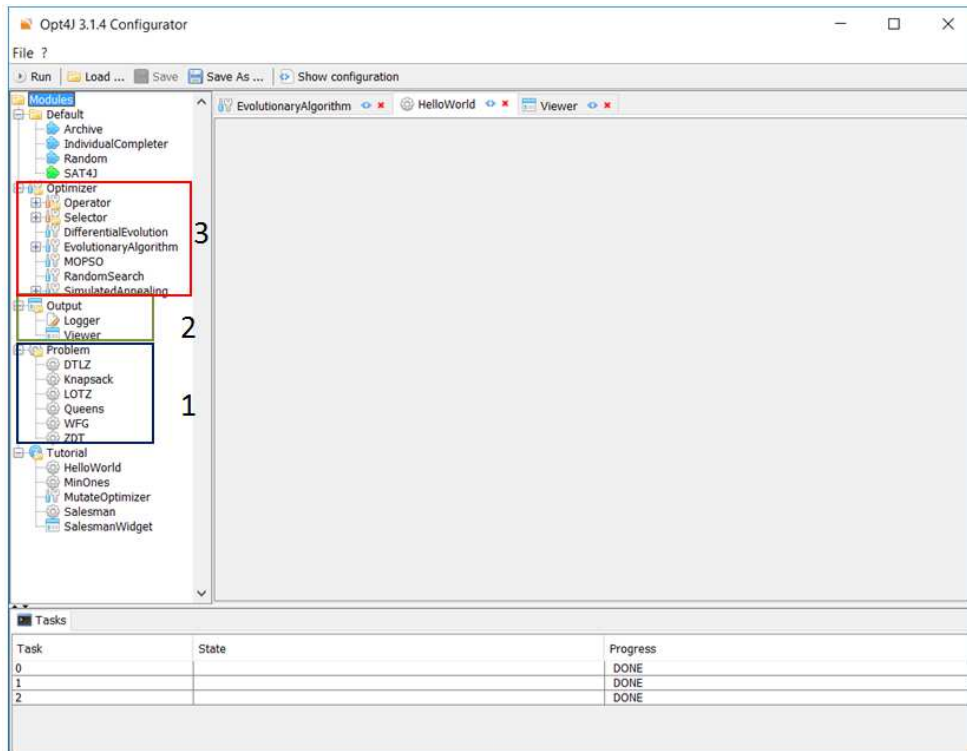 Opt4J 3.1.4 Configurator
File ?
Run Load ... Save Save As ... Show configuration
Modules
Default
Archive
IndividualCompleter
Random
SAT4J
Optimizer
Operator
Selector
DifferentialEvolution
EvolutionaryAlgorithm
MOPSO
RandomSearch
SimulatedAnnealing
3
Output
Logger
Viewer
2
Problem
DTLZ
Knapsack
LOTZ
Queens
WFG
ZDT
1
Tutorial
HelloWorld
MinOnes
MutateOptimizer
Salesman
SalesmanWidget
EvolutionaryAlgorithm HelloWorld Viewer
Tasks
Task State Progress
0 DONE
1 DONE
2 DONE